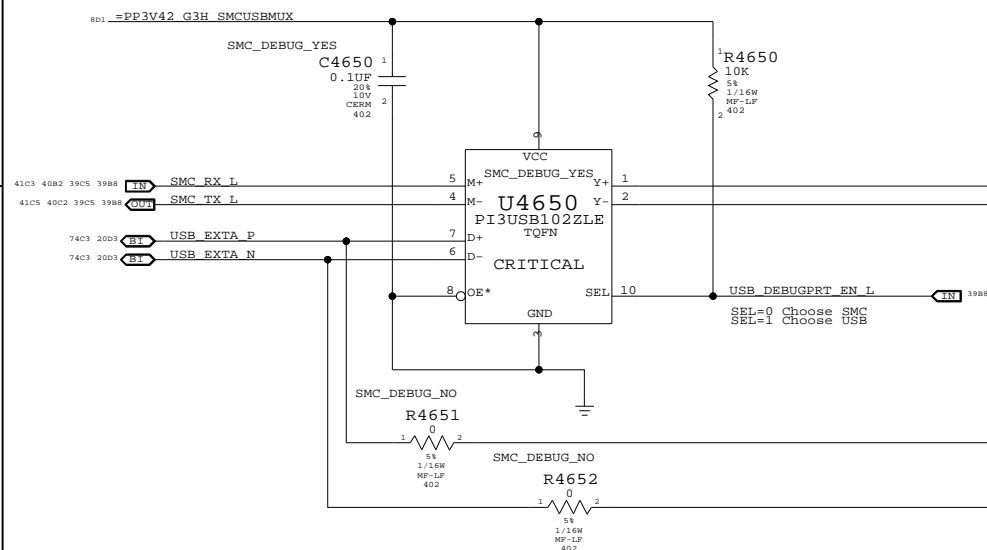 8D1 =PP3V42_G3H_SMCUSBMUX
SMC_DEBUG_YES
C4650 1
0.1UF
20%
10V
CERM
402
2
1
R4650
10K
5%
1/16W
MF-LF
402
2
9
VCC
SMC_DEBUG_YES
41C3 40B2 39C5 39B8 IN SMC_RX_L 5 M+ Y+ 1
41C5 40C2 39C5 39B8 OUT SMC_TX_L 4 M- Y- 2
U4650
PI3USB102ZLE
TQFN
74C3 20D3 BI USB_EXTA_P 7 D+
74C3 20D3 BI USB_EXTA_N 6 D-
CRITICAL
8 OE* SEL 10 USB_DEBUGPRT_EN_L IN 39B8
SEL=0 Choose SMC
SEL=1 Choose USB
GND
3
SMC_DEBUG_NO
R4651
1 0 2
5%
1/16W
MF-LF
402
SMC_DEBUG_NO
R4652
1 0 2
5%
1/16W
MF-LF
402